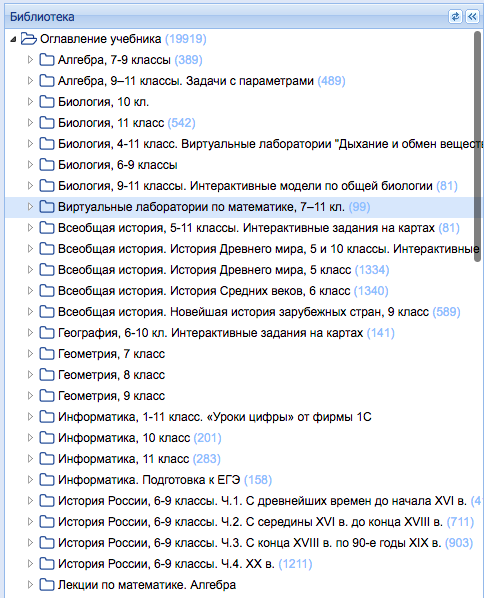 Библиотека
Оглавление учебника (19919)
Алгебра, 7-9 классы (389)
Алгебра, 9–11 классы. Задачи с параметрами (489)
Биология, 10 кл.
Биология, 11 класс (542)
Биология, 4-11 класс. Виртуальные лаборатории "Дыхание и обмен вещест
Биология, 6-9 классы
Биология, 9-11 классы. Интерактивные модели по общей биологии (81)
Виртуальные лаборатории по математике, 7–11 кл. (99)
Всеобщая история, 5-11 классы. Интерактивные задания на картах (81)
Всеобщая история. История Древнего мира, 5 и 10 классы. Интерактивные
Всеобщая история. История Древнего мира, 5 класс (1334)
Всеобщая история. История Средних веков, 6 класс (1340)
Всеобщая история. Новейшая история зарубежных стран, 9 класс (589)
География, 6-10 кл. Интерактивные задания на картах (141)
Геометрия, 7 класс
Геометрия, 8 класс
Геометрия, 9 класс
Информатика, 1-11 класс. «Уроки цифры» от фирмы 1С
Информатика, 10 класс (201)
Информатика, 11 класс (283)
Информатика. Подготовка к ЕГЭ (158)
История России, 6-9 классы. Ч.1. С древнейших времен до начала XVI в.
История России, 6-9 классы. Ч.2. С середины XVI в. до конца XVIII в. (711)
История России, 6-9 классы. Ч.3. С конца XVIII в. по 90-е годы XIX в. (903)
История России, 6-9 классы. Ч.4. XX в. (1211)
Лекции по математике. Алгебра